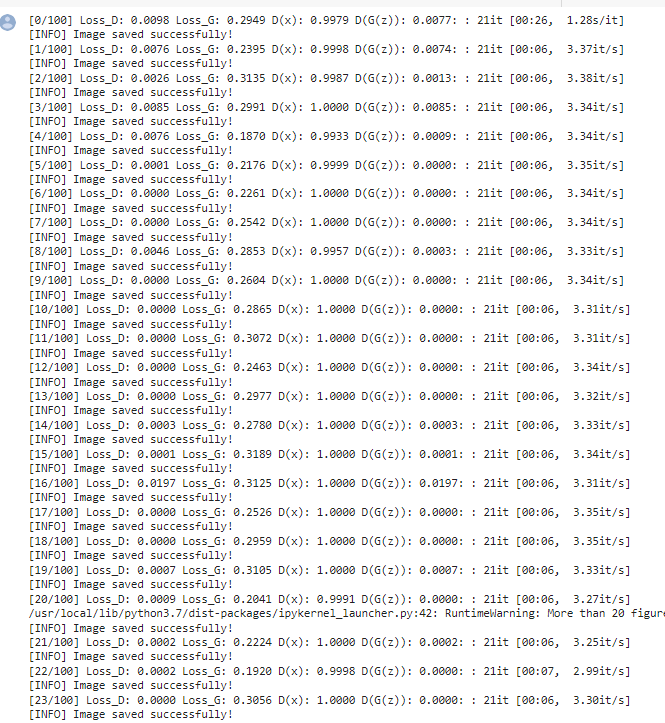 [0/100] Loss_D: 0.0098 Loss_G: 0.2949 D(x): 0.9979 D(G(z)): 0.0077: : 21it [00:26,  1.28s/it]
[INFO] Image saved successfully!
[1/100] Loss_D: 0.0076 Loss_G: 0.2395 D(x): 0.9998 D(G(z)): 0.0074: : 21it [00:06,  3.37it/s]
[INFO] Image saved successfully!
[2/100] Loss_D: 0.0026 Loss_G: 0.3135 D(x): 0.9987 D(G(z)): 0.0013: : 21it [00:06,  3.38it/s]
[INFO] Image saved successfully!
[3/100] Loss_D: 0.0085 Loss_G: 0.2991 D(x): 1.0000 D(G(z)): 0.0085: : 21it [00:06,  3.34it/s]
[INFO] Image saved successfully!
[4/100] Loss_D: 0.0076 Loss_G: 0.1870 D(x): 0.9933 D(G(z)): 0.0009: : 21it [00:06,  3.34it/s]
[INFO] Image saved successfully!
[5/100] Loss_D: 0.0001 Loss_G: 0.2176 D(x): 0.9999 D(G(z)): 0.0000: : 21it [00:06,  3.35it/s]
[INFO] Image saved successfully!
[6/100] Loss_D: 0.0000 Loss_G: 0.2261 D(x): 1.0000 D(G(z)): 0.0000: : 21it [00:06,  3.34it/s]
[INFO] Image saved successfully!
[7/100] Loss_D: 0.0000 Loss_G: 0.2542 D(x): 1.0000 D(G(z)): 0.0000: : 21it [00:06,  3.34it/s]
[INFO] Image saved successfully!
[8/100] Loss_D: 0.0046 Loss_G: 0.2853 D(x): 0.9957 D(G(z)): 0.0003: : 21it [00:06,  3.33it/s]
[INFO] Image saved successfully!
[9/100] Loss_D: 0.0000 Loss_G: 0.2604 D(x): 1.0000 D(G(z)): 0.0000: : 21it [00:06,  3.34it/s]
[INFO] Image saved successfully!
[10/100] Loss_D: 0.0000 Loss_G: 0.2865 D(x): 1.0000 D(G(z)): 0.0000: : 21it [00:06,  3.31it/s]
[INFO] Image saved successfully!
[11/100] Loss_D: 0.0000 Loss_G: 0.3072 D(x): 1.0000 D(G(z)): 0.0000: : 21it [00:06,  3.31it/s]
[INFO] Image saved successfully!
[12/100] Loss_D: 0.0000 Loss_G: 0.2463 D(x): 1.0000 D(G(z)): 0.0000: : 21it [00:06,  3.34it/s]
[INFO] Image saved successfully!
[13/100] Loss_D: 0.0000 Loss_G: 0.2977 D(x): 1.0000 D(G(z)): 0.0000: : 21it [00:06,  3.32it/s]
[INFO] Image saved successfully!
[14/100] Loss_D: 0.0003 Loss_G: 0.2780 D(x): 1.0000 D(G(z)): 0.0003: : 21it [00:06,  3.33it/s]
[INFO] Image saved successfully!
[15/100] Loss_D: 0.0001 Loss_G: 0.3189 D(x): 1.0000 D(G(z)): 0.0001: : 21it [00:06,  3.34it/s]
[INFO] Image saved successfully!
[16/100] Loss_D: 0.0197 Loss_G: 0.3125 D(x): 1.0000 D(G(z)): 0.0197: : 21it [00:06,  3.31it/s]
[INFO] Image saved successfully!
[17/100] Loss_D: 0.0000 Loss_G: 0.2526 D(x): 1.0000 D(G(z)): 0.0000: : 21it [00:06,  3.35it/s]
[INFO] Image saved successfully!
[18/100] Loss_D: 0.0000 Loss_G: 0.2959 D(x): 1.0000 D(G(z)): 0.0000: : 21it [00:06,  3.35it/s]
[INFO] Image saved successfully!
[19/100] Loss_D: 0.0007 Loss_G: 0.3105 D(x): 1.0000 D(G(z)): 0.0007: : 21it [00:06,  3.33it/s]
[INFO] Image saved successfully!
[20/100] Loss_D: 0.0009 Loss_G: 0.2041 D(x): 0.9991 D(G(z)): 0.0000: : 21it [00:06,  3.27it/s]
/usr/local/lib/python3.7/dist-packages/ipykernel_launcher.py:42: RuntimeWarning: More than 20 figure
[INFO] Image saved successfully!
[21/100] Loss_D: 0.0002 Loss_G: 0.2224 D(x): 1.0000 D(G(z)): 0.0002: : 21it [00:06,  3.25it/s]
[INFO] Image saved successfully!
[22/100] Loss_D: 0.0002 Loss_G: 0.1920 D(x): 0.9998 D(G(z)): 0.0000: : 21it [00:07,  2.99it/s]
[INFO] Image saved successfully!
[23/100] Loss_D: 0.0000 Loss_G: 0.3056 D(x): 1.0000 D(G(z)): 0.0000: : 21it [00:06,  3.30it/s]
[INFO] Image saved successfully!